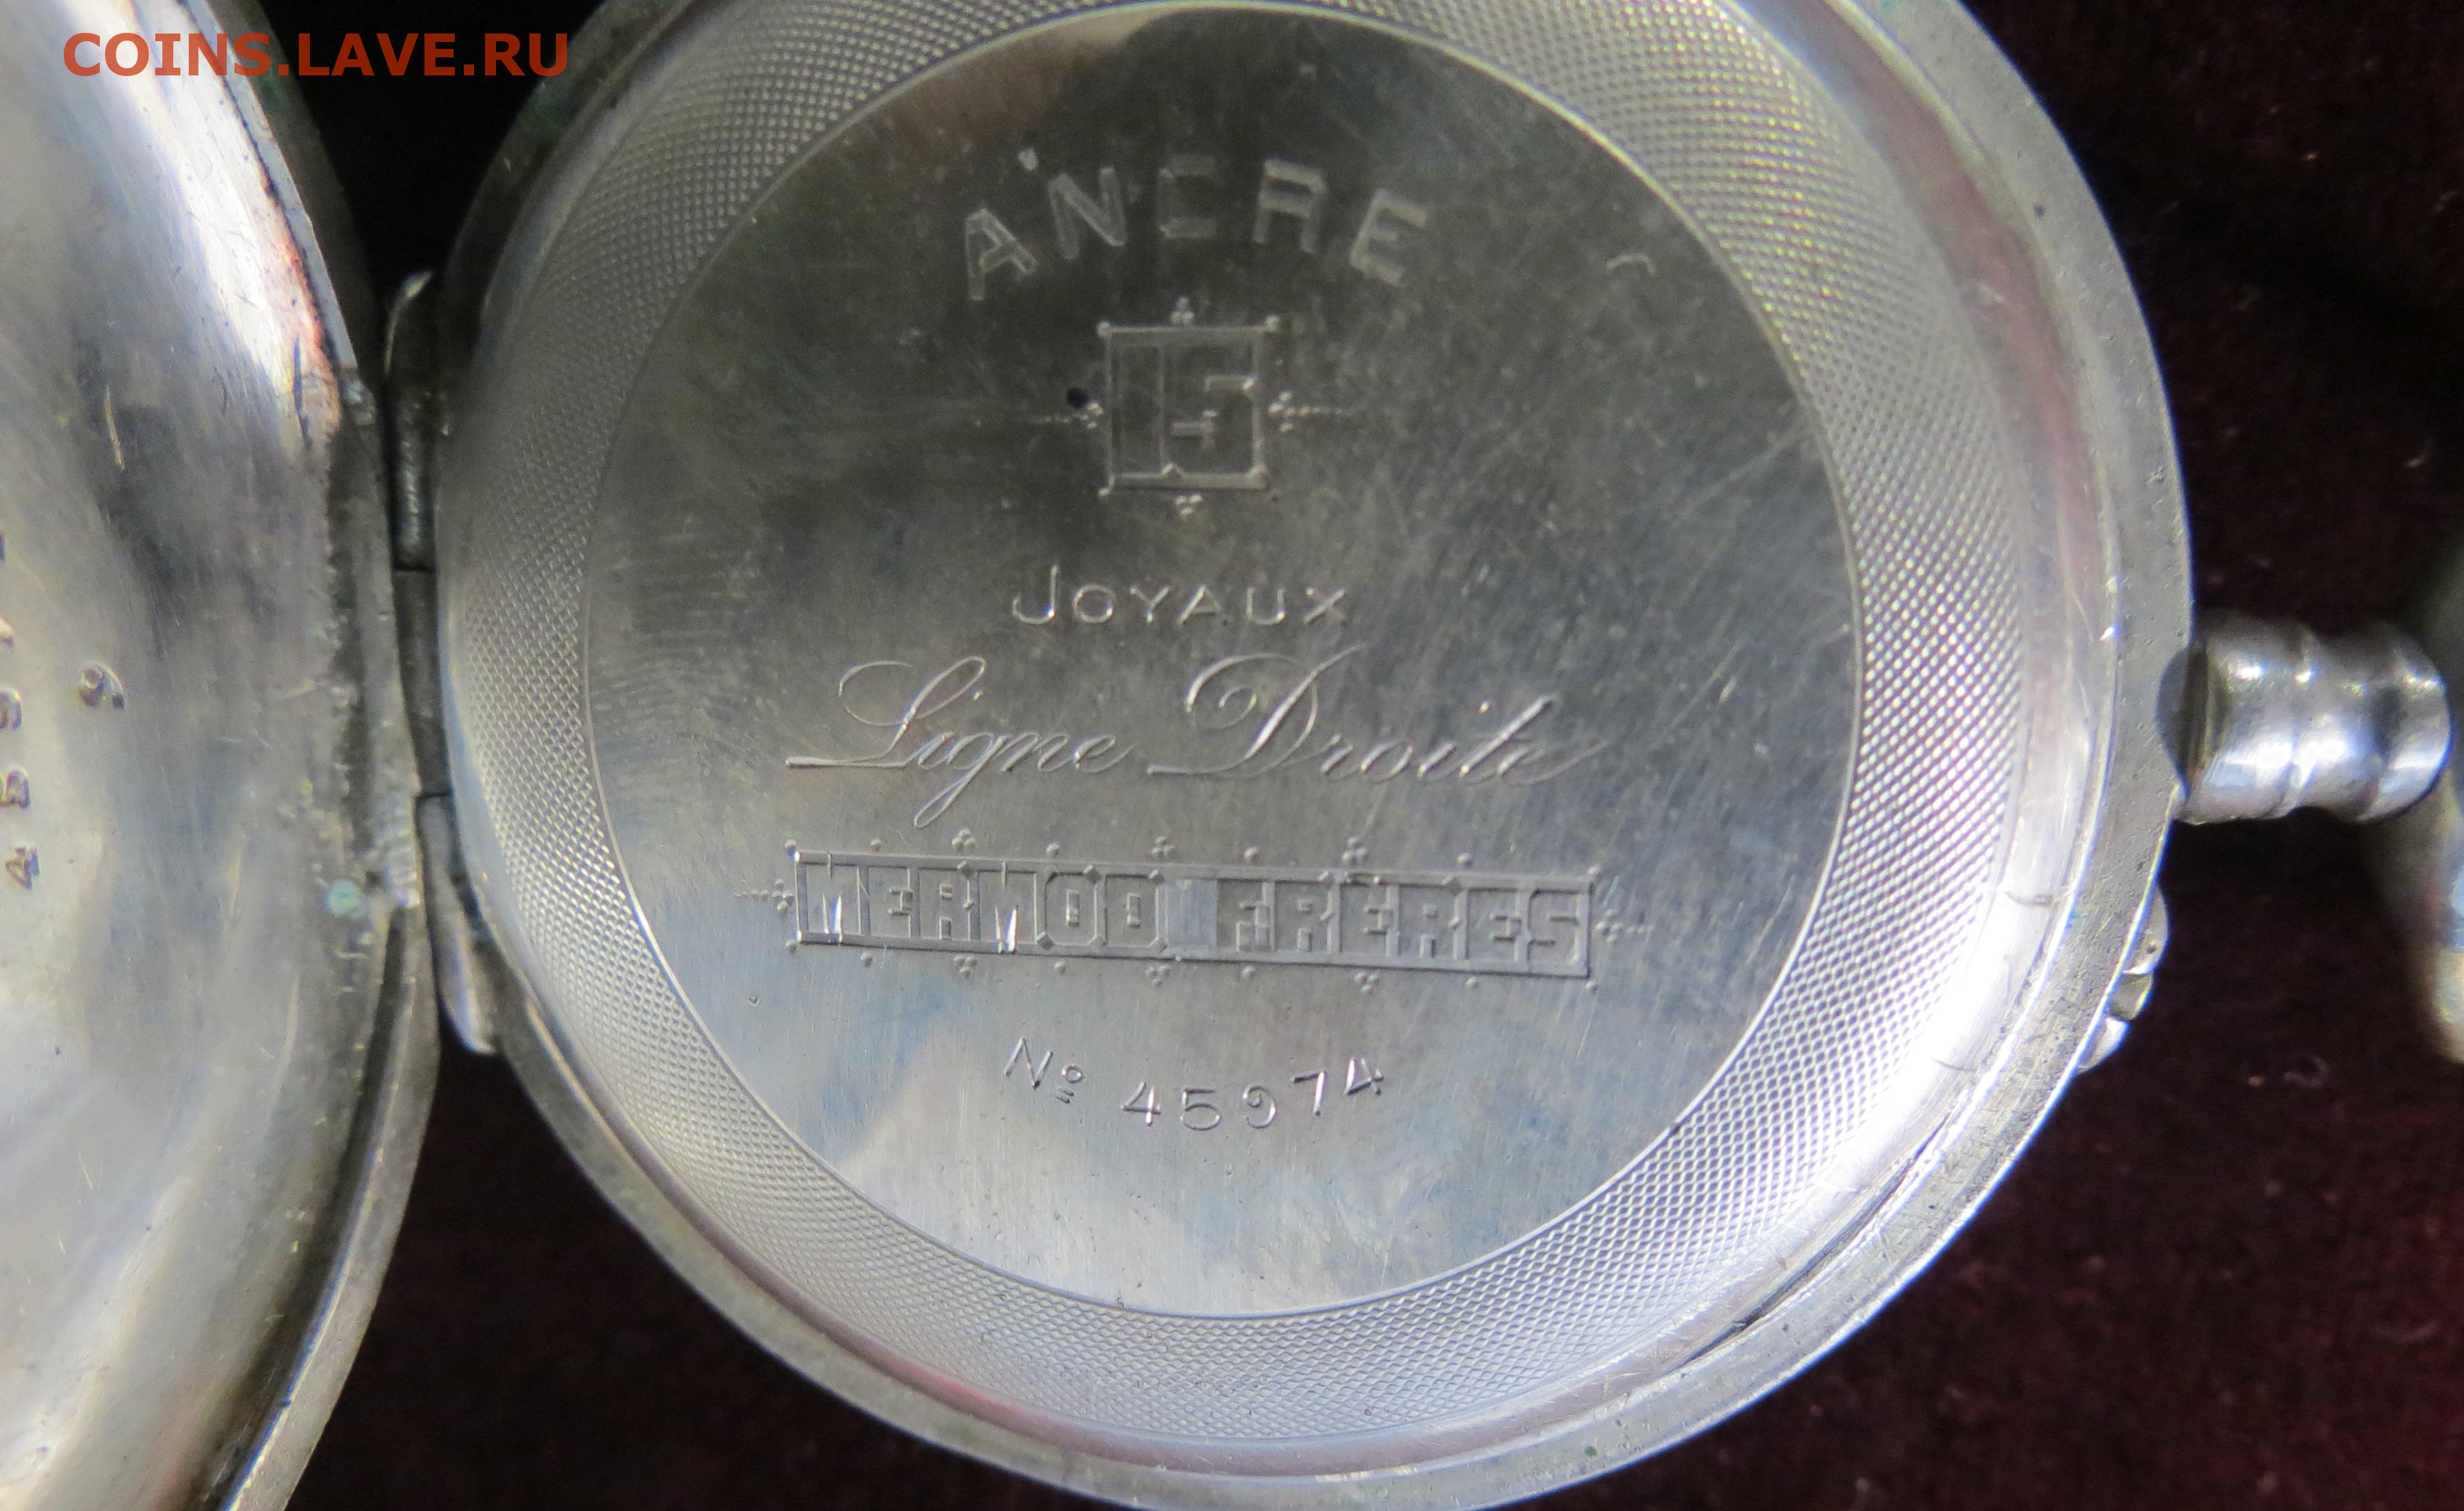 COINS.LAVE.RU
ANCRE
15
JOYAUX
Ligne Droite
MERMOD FRERES
Nº 45974